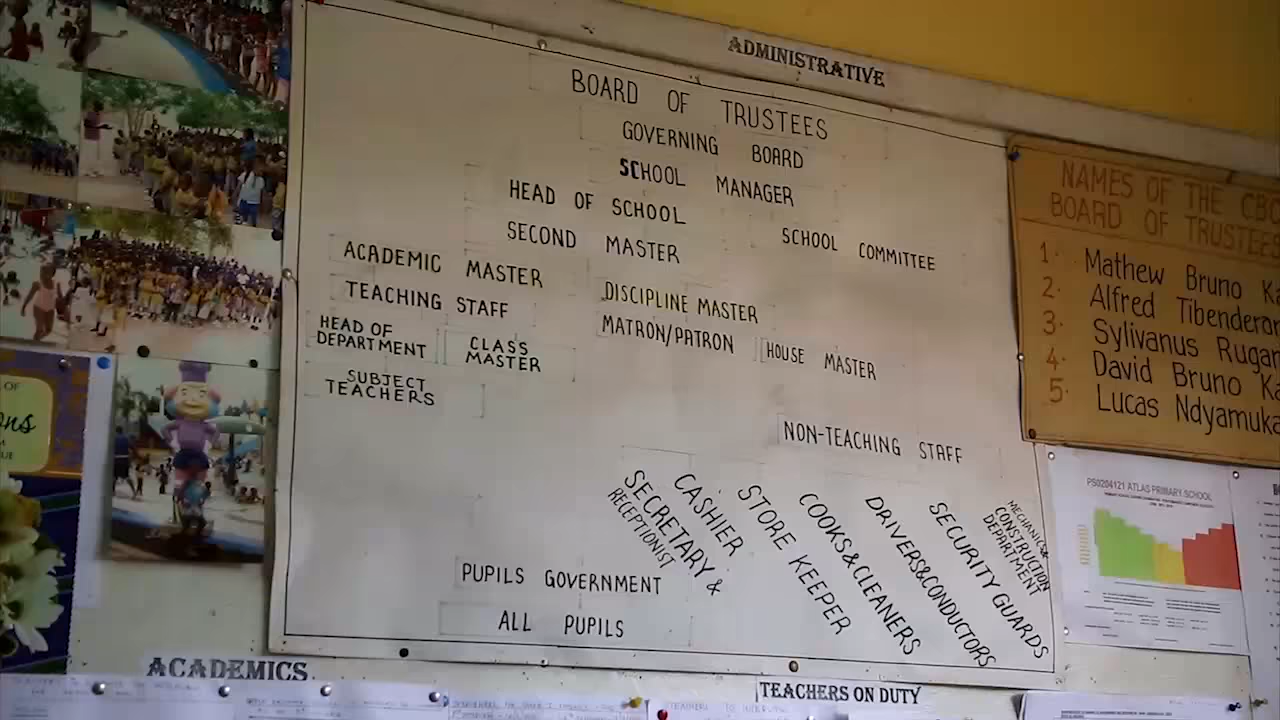 ADMINISTRATIVE
BOARD OF TRUSTEES
GOVERNING BOARD
SCHOOL MANAGER
HEAD OF SCHOOL
SCHOOL COMMITTEE
SECOND MASTER
ACADEMIC MASTER
DISCIPLINE MASTER
TEACHING STAFF
MATRON/PATRON
HOUSE MASTER
HEAD OF
DEPARTMENT
CLASS
MASTER
SUBJECT
TEACHERS
NON-TEACHING STAFF
SECRETARY &
RECEPTIONIST
CASHIER
STORE KEEPER
COOKS&CLEANERS
DRIVERS&CONDUCTORS
SECURITY GUARDS
MECHANIC&
CONSTRUCTION
DEPARTMENT
PUPILS GOVERNMENT
ALL PUPILS
NAMES OF THE
BOARD OF TRUSTEES
1. Mathew Bruno
2. Alfred
3. Sylivanus
4. David Bruno
5. Lucas
PS0204121 ATLAS PRIMARY SCHOOL
OF
ACADEMICS
TEACHERS ON DUTY